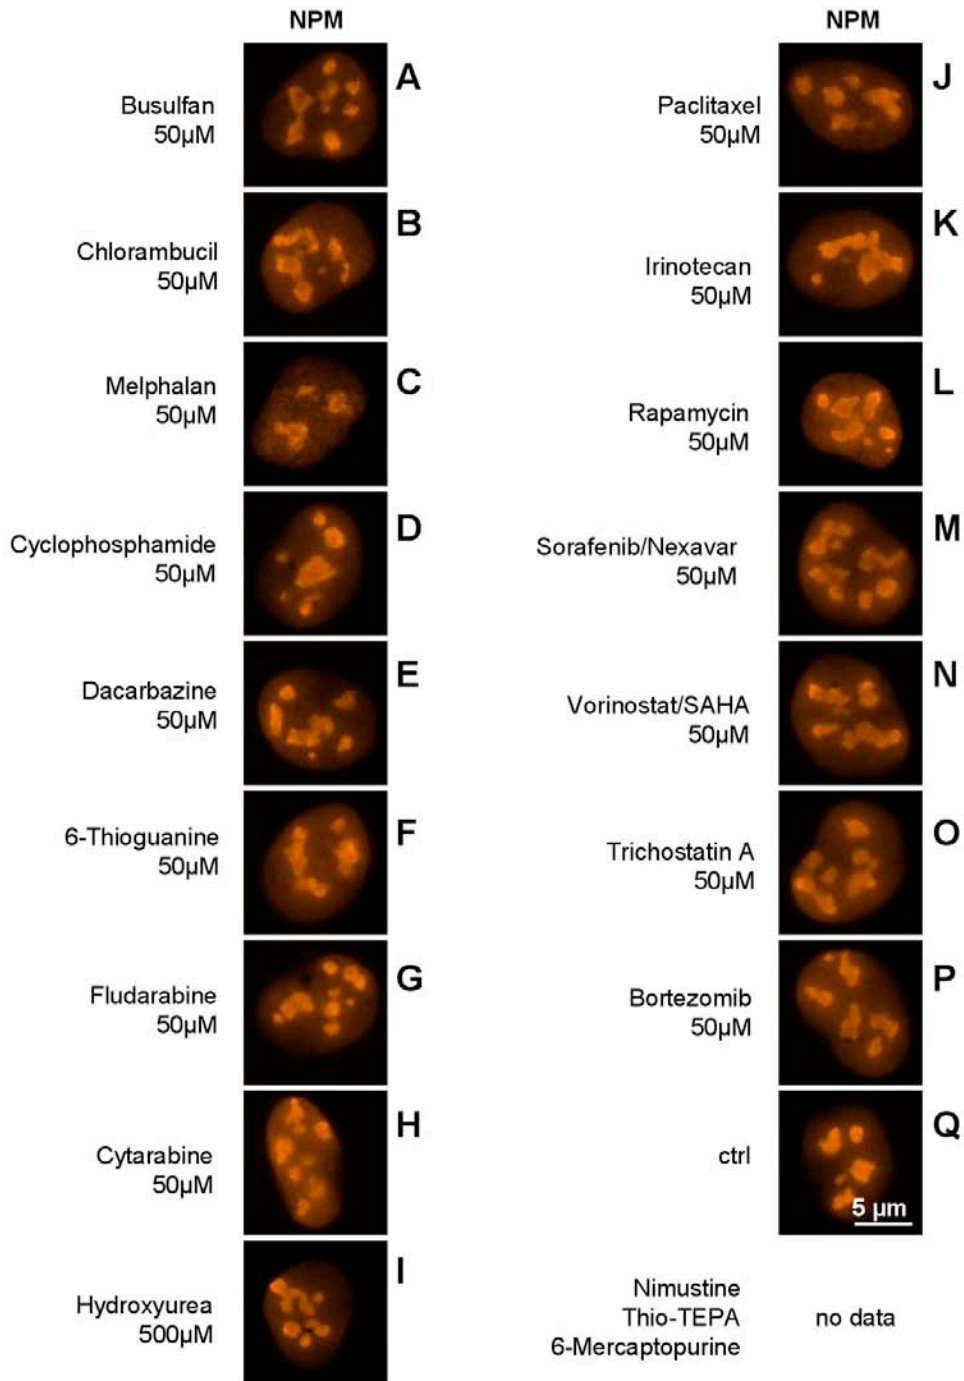 NPM
Busulfan
50µM
A
Chlorambucil
50µM
B
Melphalan
50µM
C
Cyclophosphamide
50µM
D
Dacarbazine
50µM
E
6-Thioguanine
50µM
F
Fludarabine
50µM
G
Cytarabine
50µM
H
Hydroxyurea
500µM
I
NPM
Paclitaxel
50µM
J
Irinotecan
50µM
K
Rapamycin
50µM
L
Sorafenib/Nexavar
50µM
M
Vorinostat/SAHA
50µM
N
Trichostatin A
50µM
O
Bortezomib
50µM
P
ctrl
Q
5 µm
Nimustine
Thio-TEPA
6-Mercaptopurine
no data